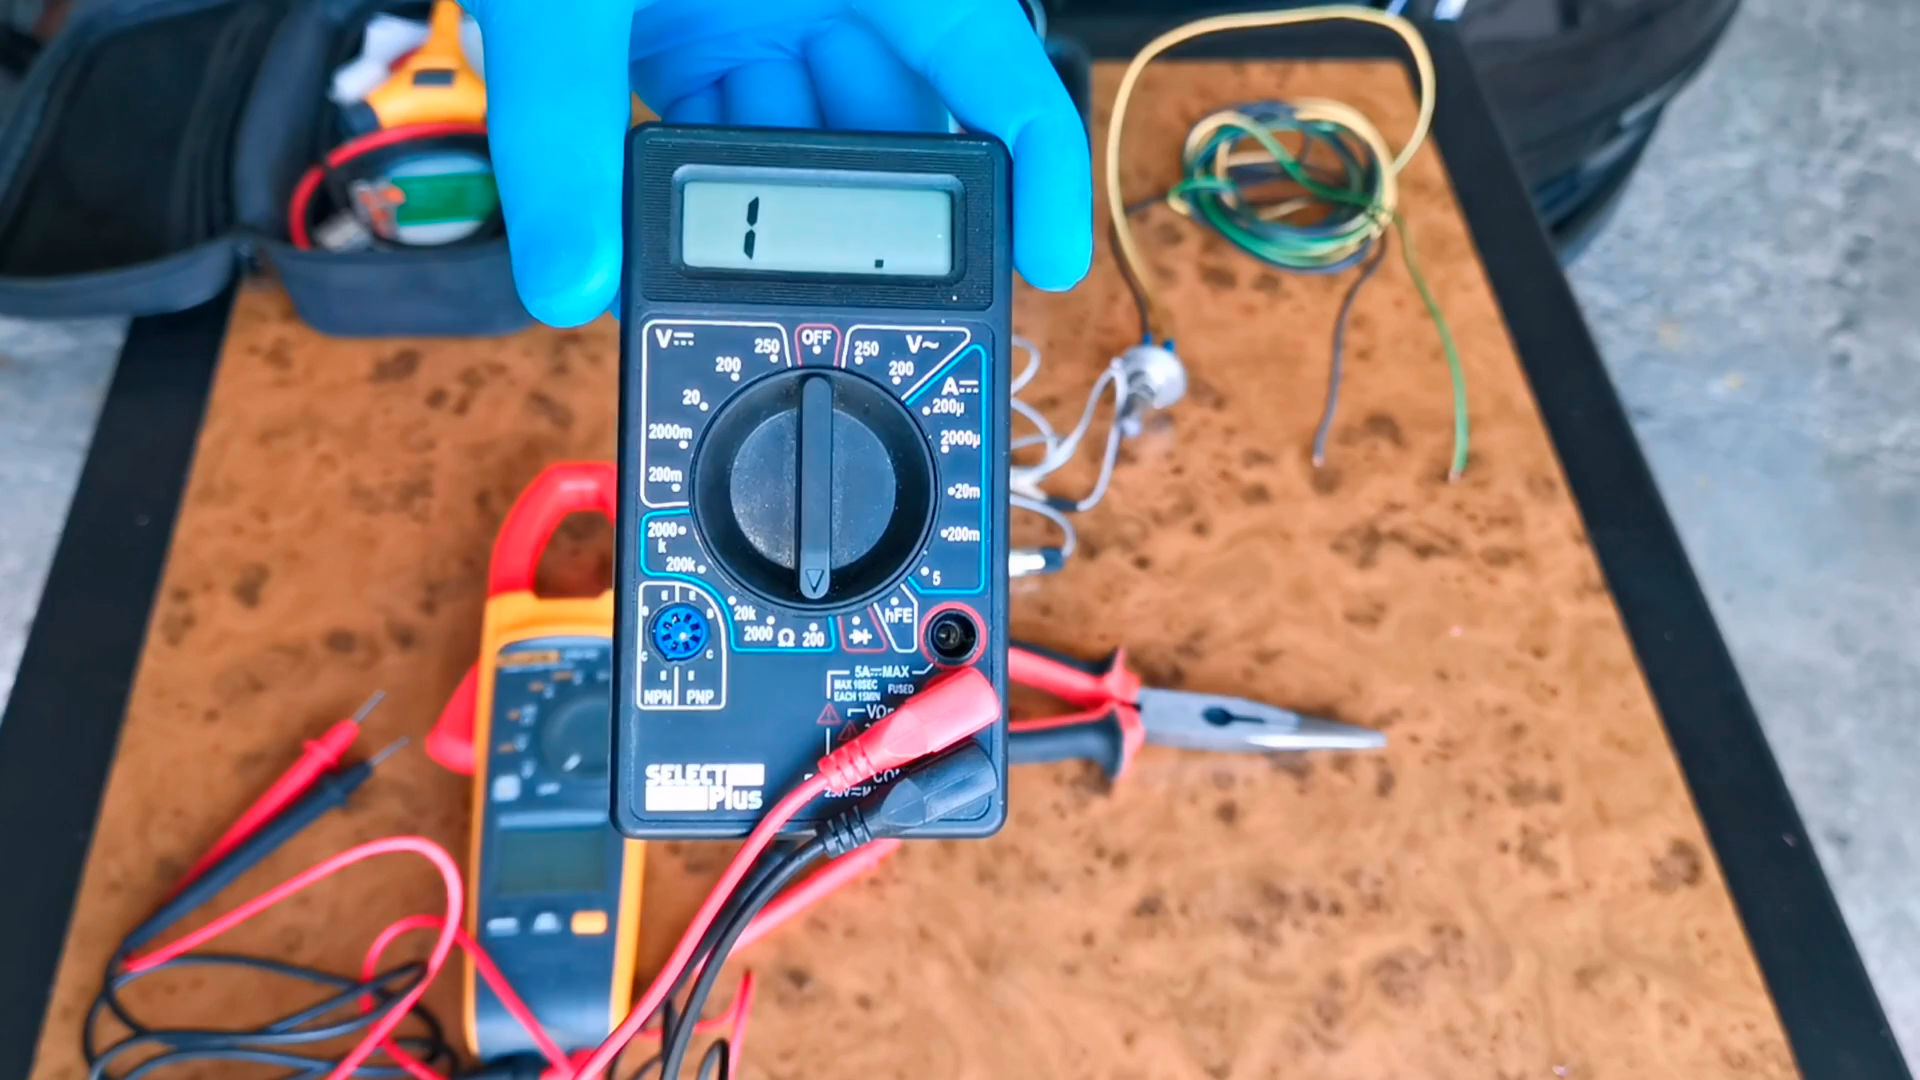 1 .
V⎓
OFF
V~
250
250
200
200
A⎓
20
200µ
2000m
2000µ
200m
20m
2000
k
200m
200k
5
20k
hFE
2000 Ω 200
5A⎓MAX
MAX 10SEC
EACH 15MIN
FUSED
E E
B B
C C
E E
NPN PNP
VΩ
SELECT
Plus